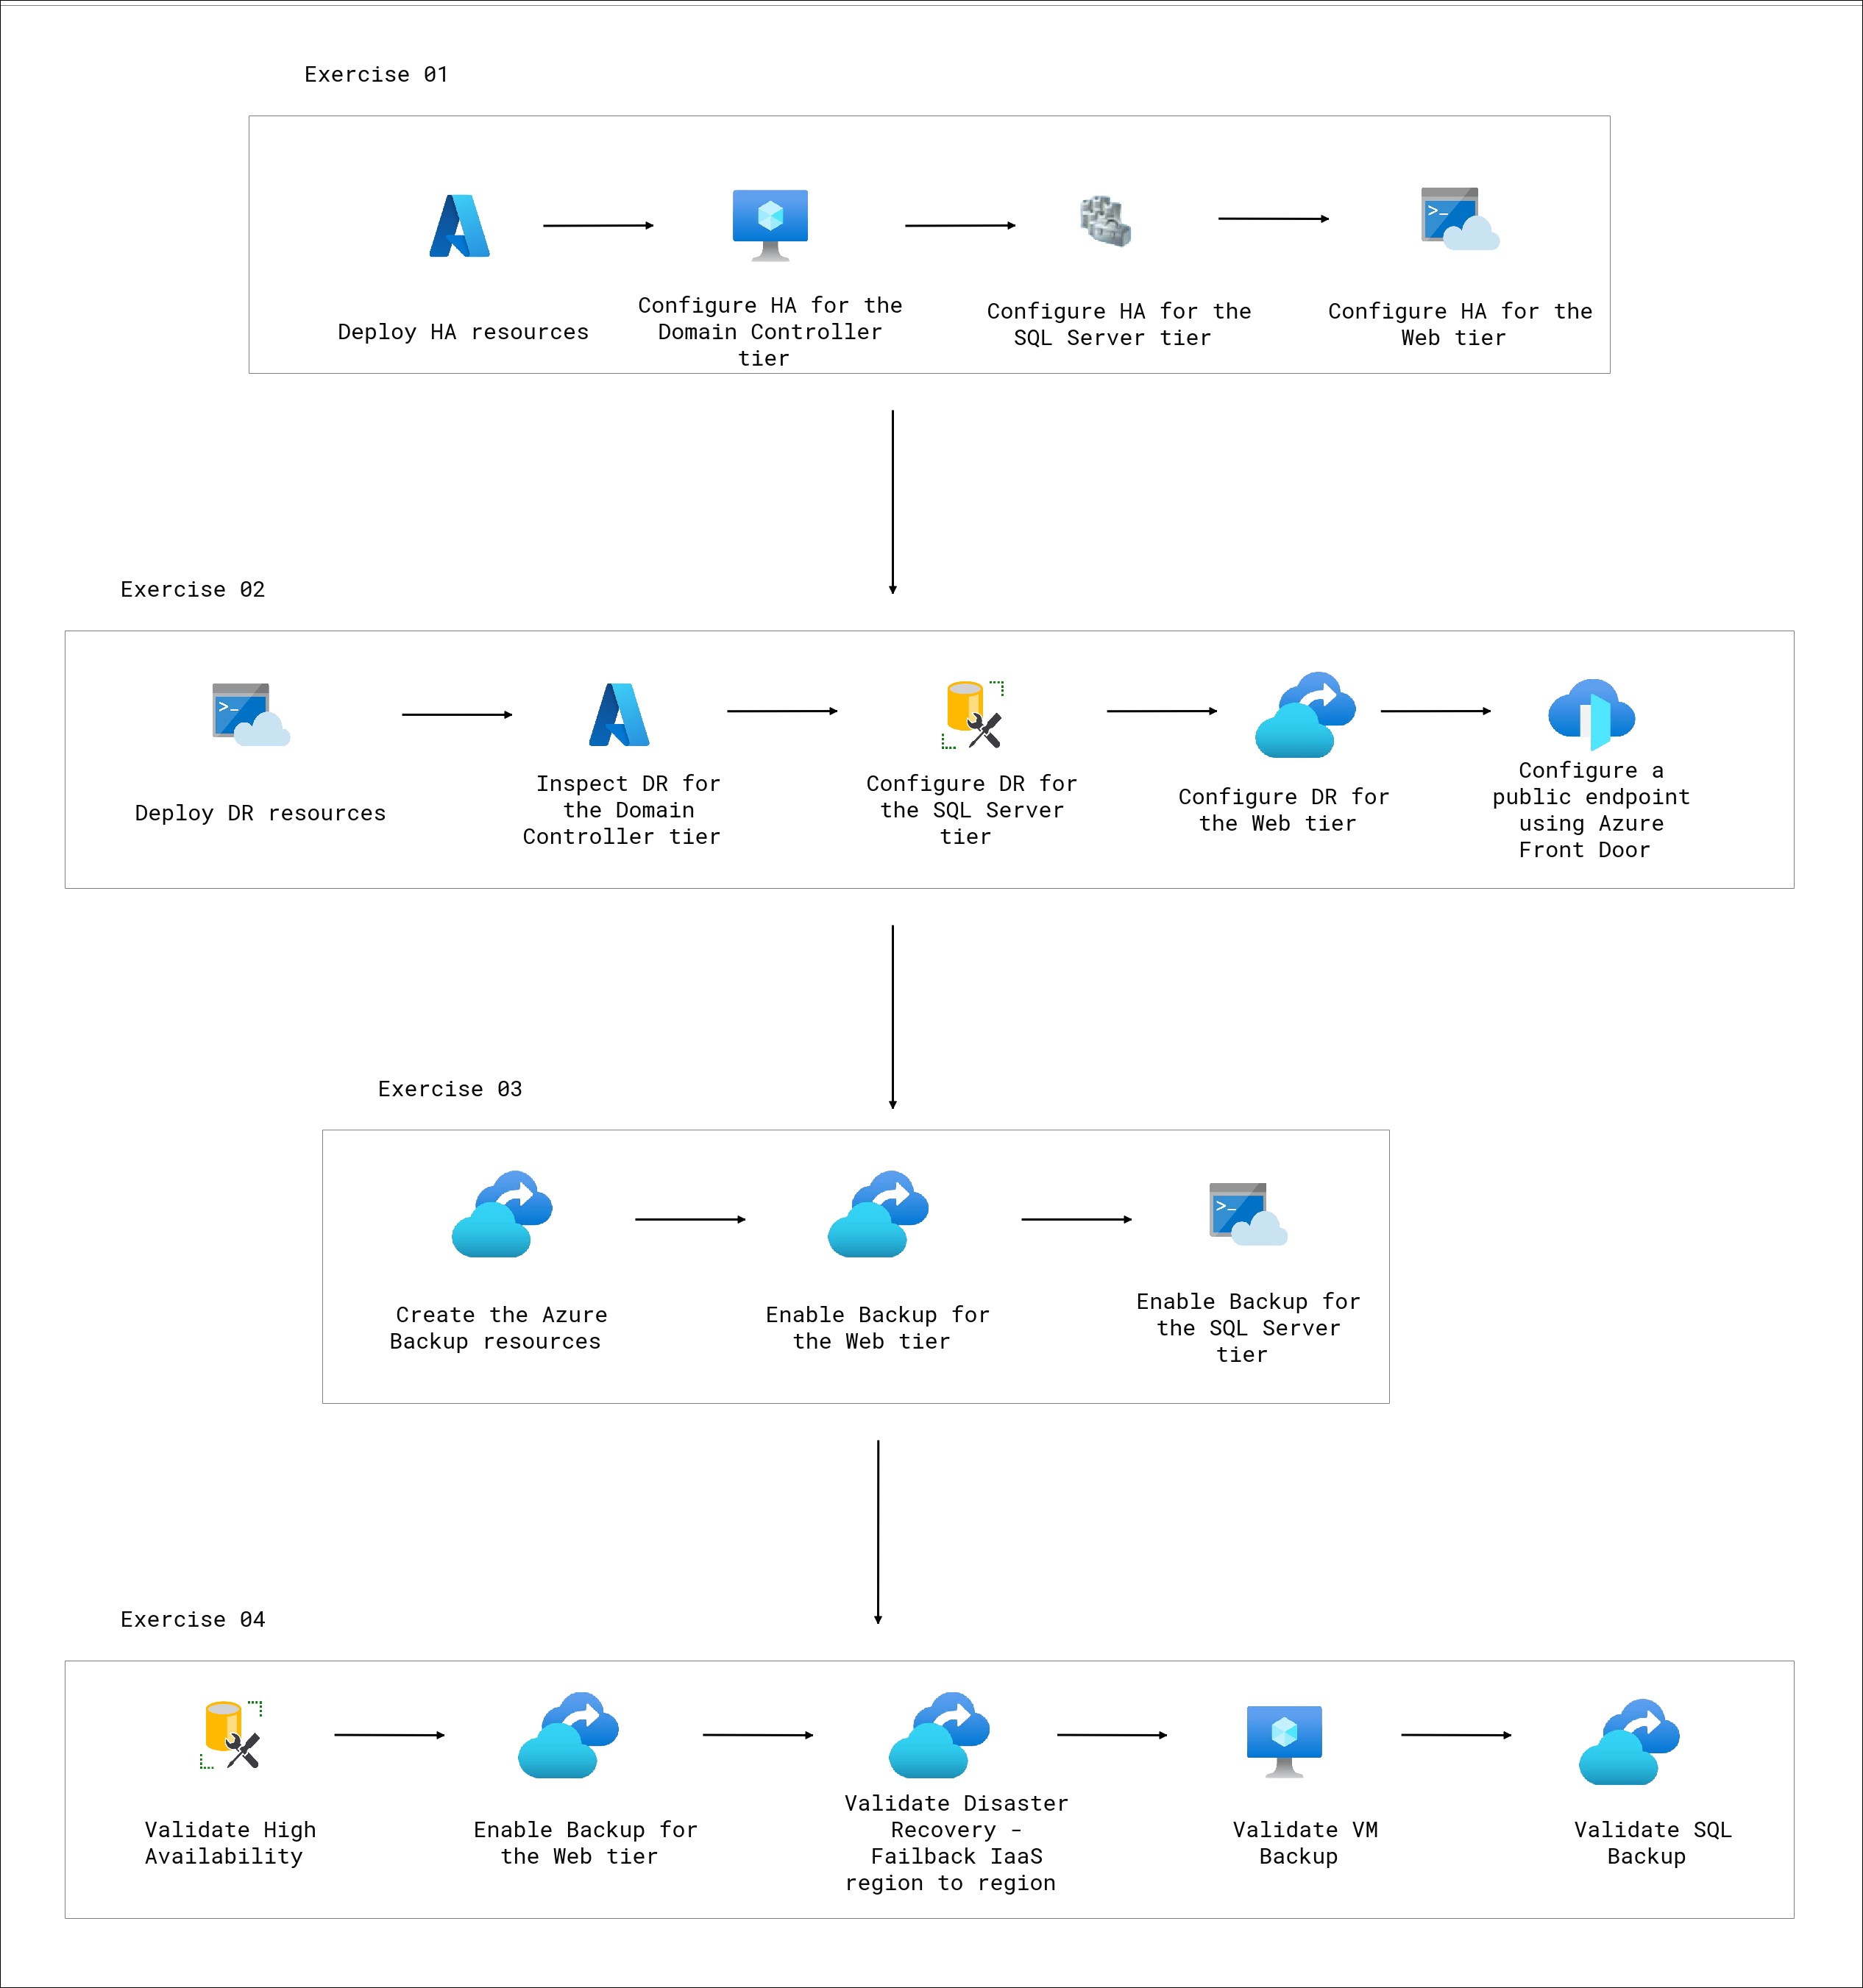 Exercise 01
Deploy HA resources
Configure HA for the
Domain Controller
tier
Configure HA for the
SQL Server tier
Configure HA for the
Web tier
Exercise 02
Deploy DR resources
Inspect DR for
the Domain
Controller tier
Configure DR for
the SQL Server
tier
Configure DR for
the Web tier
Configure a
public endpoint
using Azure
Front Door
Exercise 03
Create the Azure
Backup resources
Enable Backup for
the Web tier
Enable Backup for
the SQL Server
tier
Exercise 04
Validate High
Availability
Enable Backup for
the Web tier
Validate Disaster
Recovery -
Failback IaaS
region to region
Validate VM
Backup
Validate SQL
Backup